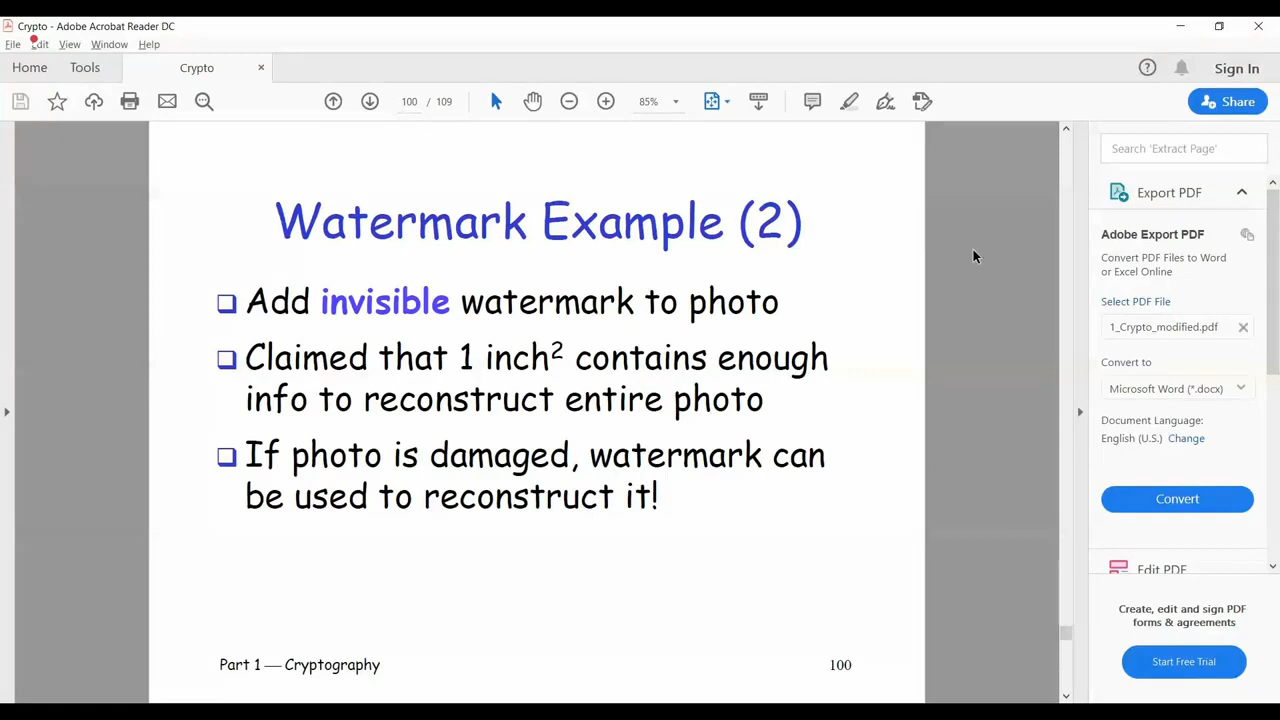 Crypto - Adobe Acrobat Reader DC
File Edit View Window Help
Home Tools Crypto × Sign In
100 / 109 85% Share
Search 'Extract Page'
Watermark Example (2)
Add invisible watermark to photo
Claimed that 1 inch² contains enough
info to reconstruct entire photo
If photo is damaged, watermark can
be used to reconstruct it!
Part 1 — Cryptography 100
Export PDF
Adobe Export PDF
Convert PDF Files to Word
or Excel Online
Select PDF File
1_Crypto_modified.pdf
Convert to
Microsoft Word (*.docx)
Document Language:
English (U.S.) Change
Convert
Edit PDF
Create, edit and sign PDF
forms & agreements
Start Free Trial